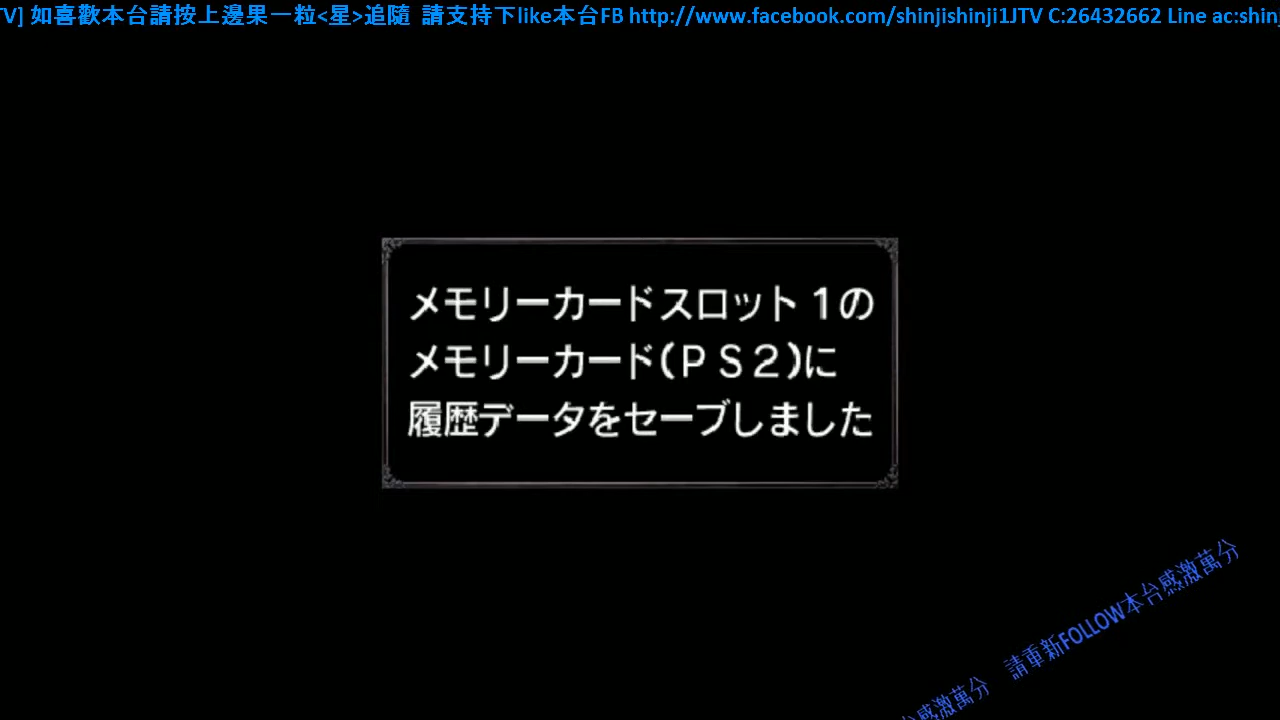 TV] 如喜歡本台請按上邊果一粒<星>追隨 請支持下like本台FB http://www.facebook.com/shinjishinji1JTV C:26432662 Line ac:shin
メモリーカードスロット１の
メモリーカード(ＰＳ２)に
履歴データをセーブしました
請重新FOLLOW本台感激萬分
台感激萬分